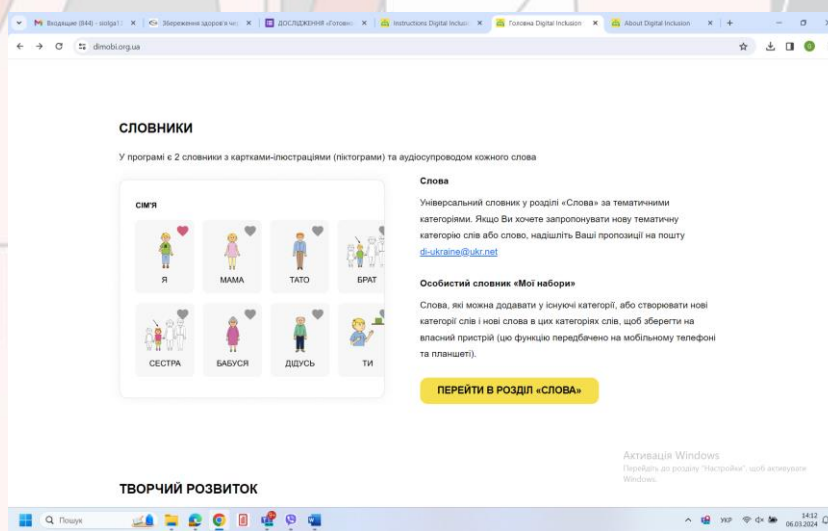 Входящие (844) - sioliga1
Збереження здоров'я че
ДОСЛІДЖЕННЯ «Готовн
Instructions Digital Inclus
Головна Digital Inclusion
About Digital Inclusion
dimobi.org.ua
СЛОВНИКИ
У програмі є 2 словники з картками-ілюстраціями (піктограми) та аудіосупроводом кожного слова
СІМ'Я
Я
МАМА
ТАТО
БРАТ
СЕСТРА
БАБУСЯ
ДІДУСЬ
ТИ
Слова
Універсальний словник у розділі «Слова» за тематичними
категоріями. Якщо Ви хочете запропонувати нову тематичну
категорію слів або слово, надішліть Ваші пропозиції на пошту
di-ukraine@ukr.net
Особистий словник «Мої набори»
Слова, які можна додавати у існуючі категорії, або створювати нові
категорії слів і нові слова в цих категоріях слів, щоб зберегти на
власний пристрій (цю функцію передбачено на мобільному телефоні
та планшеті).
ПЕРЕЙТИ В РОЗДІЛ «СЛОВА»
ТВОРЧИЙ РОЗВИТОК
Активація Windows
Перейдіть до розділу "Настройки", щоб активувати
Windows.
Пошук
УКР
14:12
06.03.2024